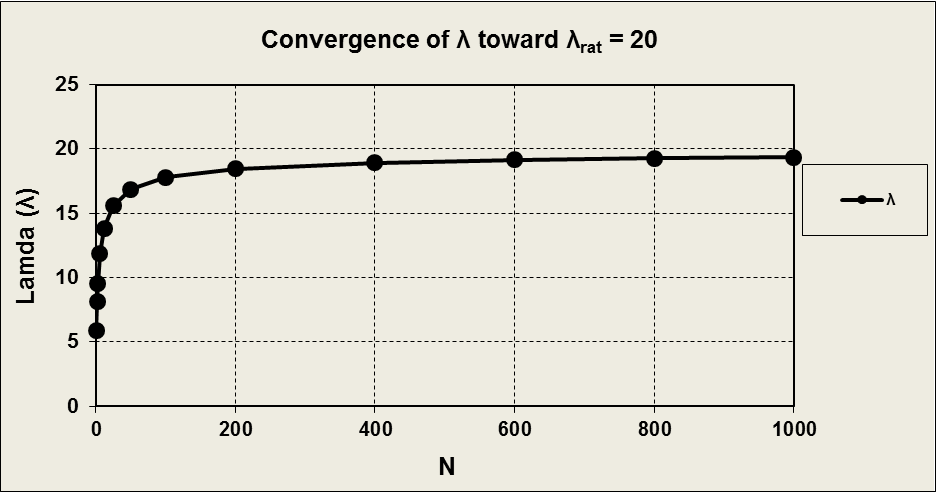 Convergence of λ toward λrat = 20
25
20
15
10
5
0
Lamda (λ)
0 200 400 600 800 1000
N
λ